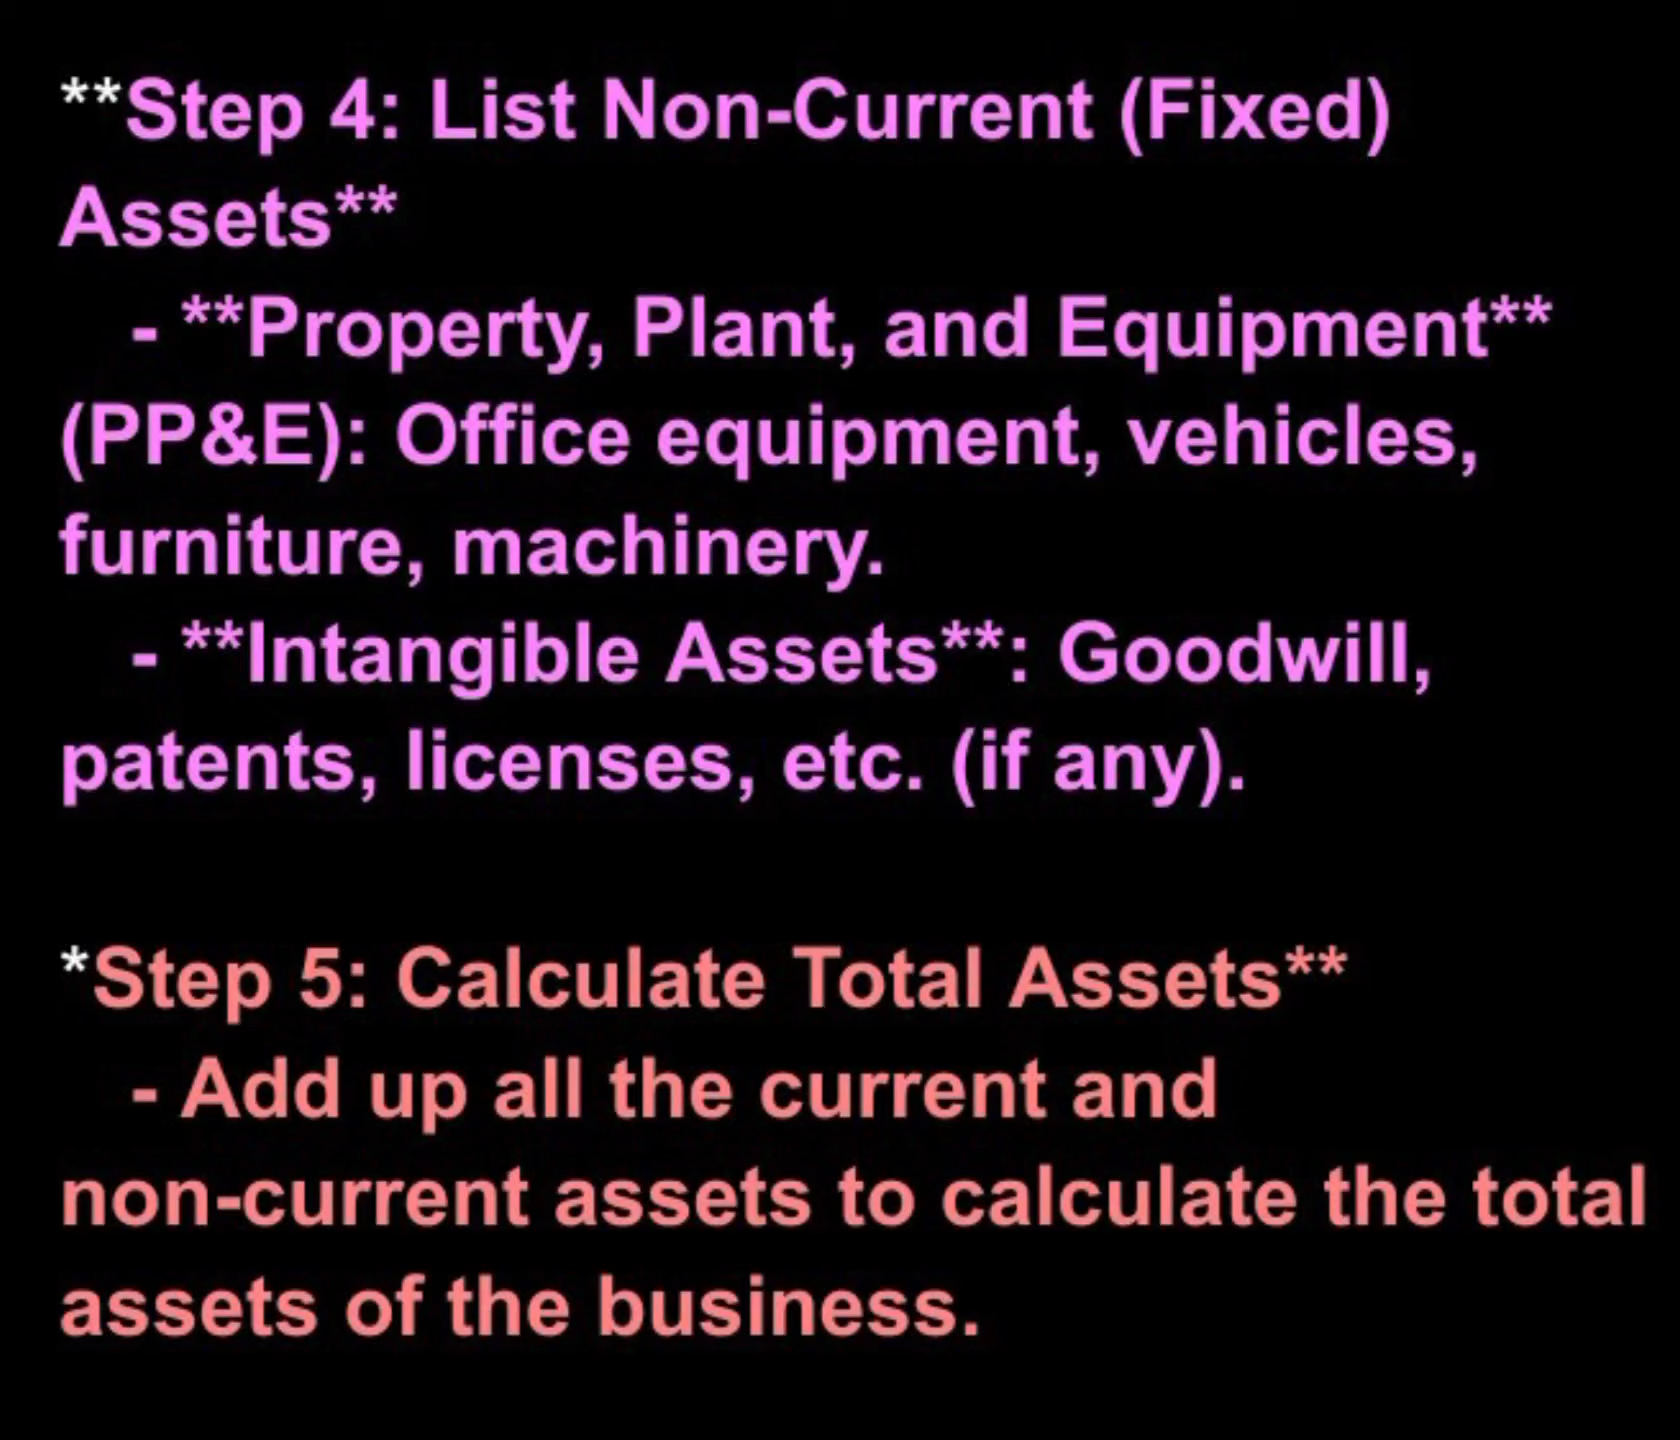 **Step 4: List Non-Current (Fixed)
Assets**
- **Property, Plant, and Equipment**
(PP&E): Office equipment, vehicles,
furniture, machinery.
- **Intangible Assets**: Goodwill,
patents, licenses, etc. (if any).
*Step 5: Calculate Total Assets**
- Add up all the current and
non-current assets to calculate the total
assets of the business.